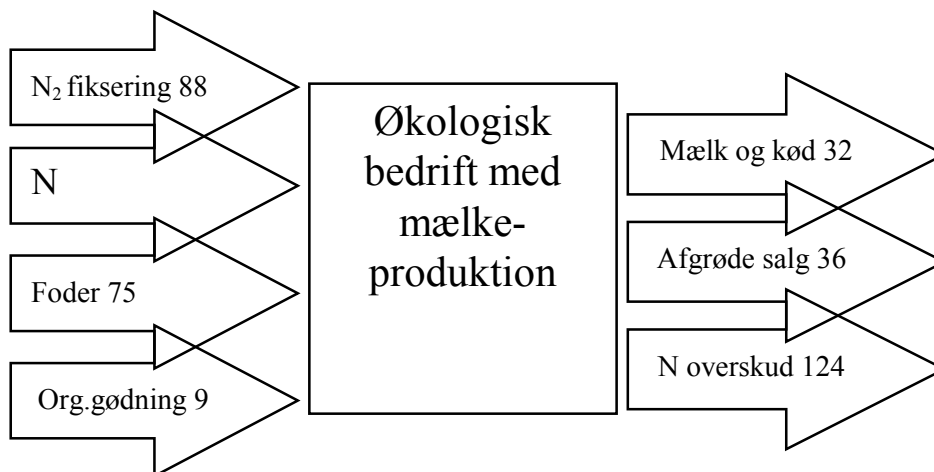 N₂ fiksering 88
N
Foder 75
Org.gødning 9
Økologisk
bedrift med
mælke-
produktion
Mælk og kød 32
Afgrøde salg 36
N overskud 124